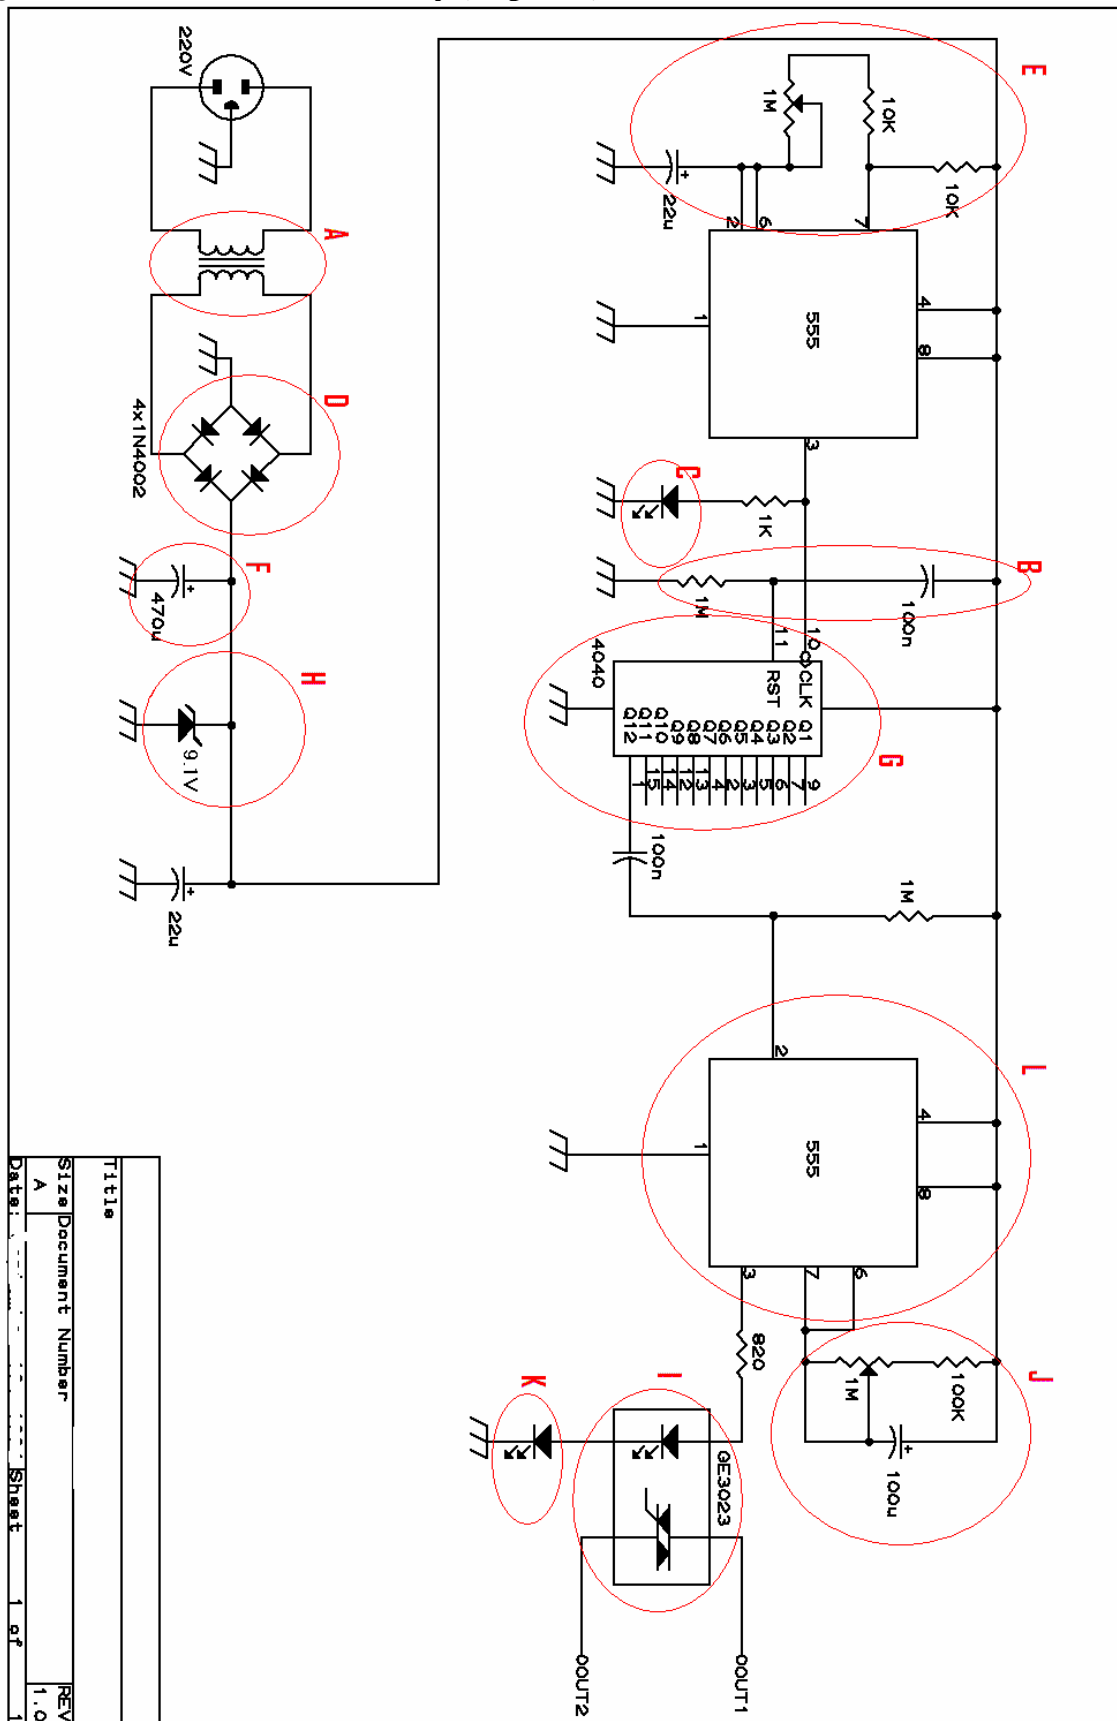 220V
A
D
4x1N4002
F
470u
H
9.1V
22u
E
1M
10K
10K
22u
2
6
7
1
555
4
8
3
C
1K
B
1M
100n
11
10
4040
RST
CLK
G
Q12
Q11
Q10
Q9
Q8
Q7
Q6
Q5
Q4
Q3
Q2
Q1
1
15
14
12
13
4
2
3
5
6
7
9
100n
1M
L
2
1
555
4
8
3
7
6
820
J
1M
100K
100u
K
I
GE3023
OOUT2
OOUT1
Title
Size
Document Number
REV
A
1.0
Date:
Sheet
1
of
1